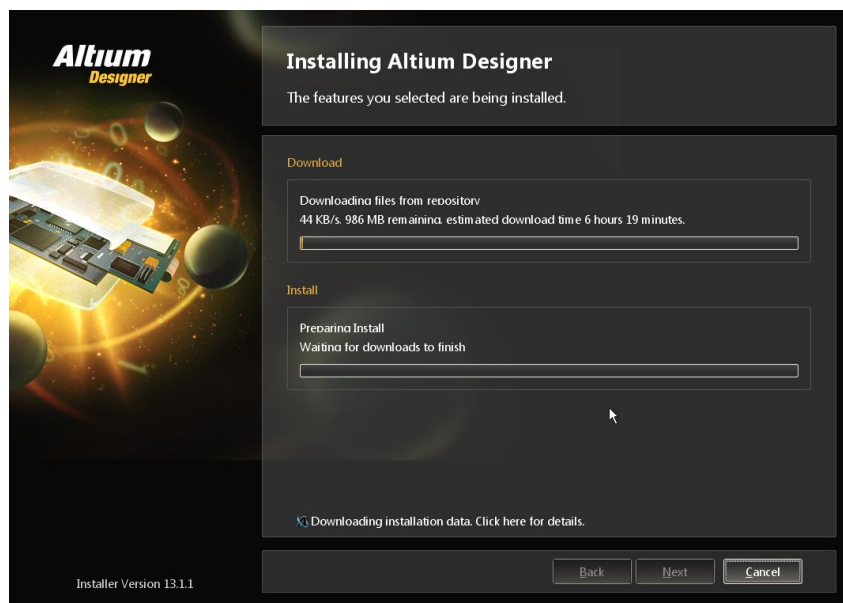 Altium
Designer
Installing Altium Designer
The features you selected are being installed.
Download
Downloading files from repository
44 KB/s. 986 MB remaining. estimated download time 6 hours 19 minutes.
Install
Preparing Install
Waiting for downloads to finish
Downloading installation data. Click here for details.
Installer Version 13.1.1
Back Next Cancel